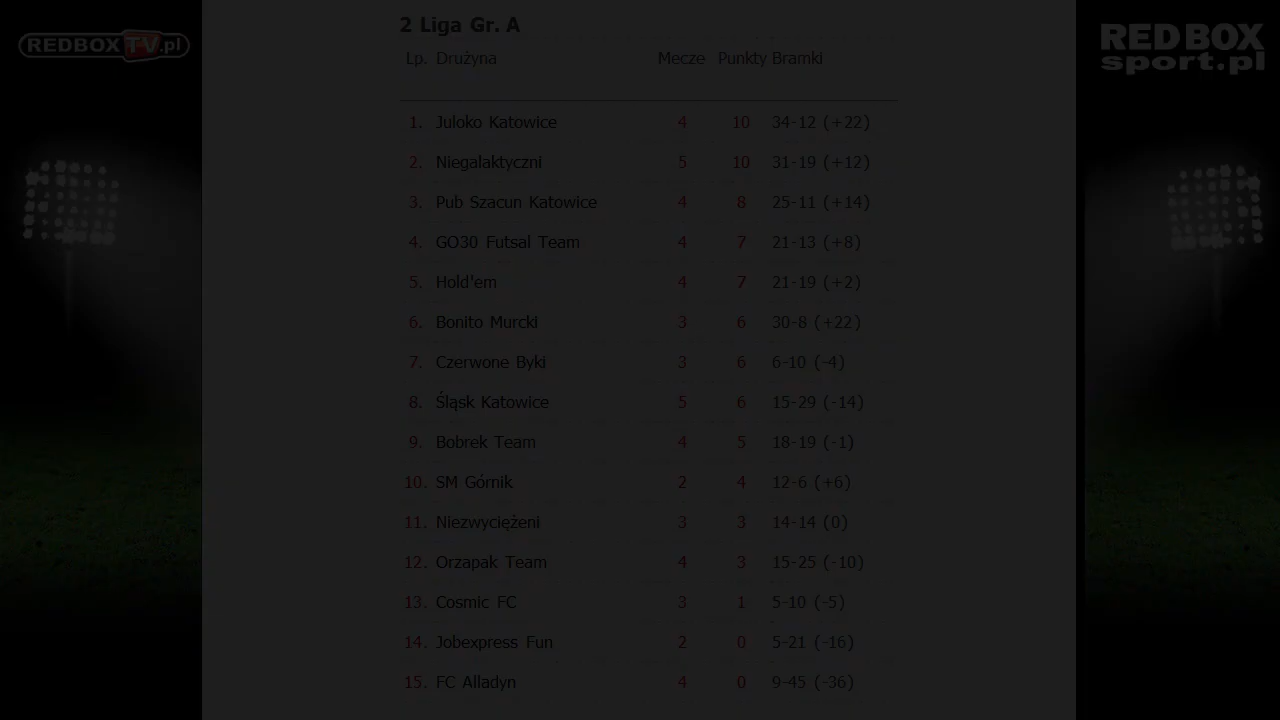 2 Liga Gr. A
REDBOXTV.pl
REDBOX
sport.pl
Lp. Drużyna Mecze Punkty Bramki
1. Juloko Katowice 4 10 34-12 (+22)
2. Niegalaktyczni 5 10 31-19 (+12)
3. Pub Szacun Katowice 4 8 25-11 (+14)
4. GO30 Futsal Team 4 7 21-13 (+8)
5. Hold'em 4 7 21-19 (+2)
6. Bonito Murcki 3 6 30-8 (+22)
7. Czerwone Byki 3 6 6-10 (-4)
8. Śląsk Katowice 5 6 15-29 (-14)
9. Bobrek Team 4 5 18-19 (-1)
10. SM Górnik 2 4 12-6 (+6)
11. Niezwyciężeni 3 3 14-14 (0)
12. Orzapak Team 4 3 15-25 (-10)
13. Cosmic FC 3 1 5-10 (-5)
14. Jobexpress Fun 2 0 5-21 (-16)
15. FC Alladyn 4 0 9-45 (-36)